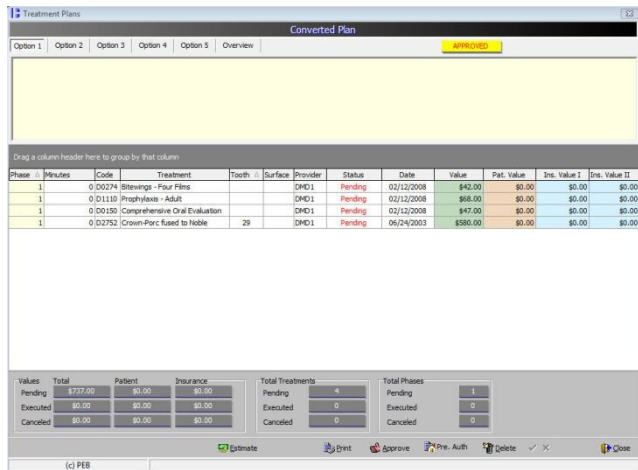 Treatment Plans
Converted Plan
Option 1 Option 2 Option 3 Option 4 Option 5 Overview APPROVED
Drag a column header here to group by that column
Phase Minutes Code Treatment Tooth Surface Provider Status Date Value Pat. Value Ins. Value I Ins. Value II
1 0 D0274 Bitewings - Four Films DMD1 Pending 02/12/2008 $42.00 $0.00 $0.00 $0.00
1 0 D1110 Prophylaxis - Adult DMD1 Pending 02/12/2008 $68.00 $0.00 $0.00 $0.00
1 0 D0150 Comprehensive Oral Evaluation DMD1 Pending 02/12/2008 $47.00 $0.00 $0.00 $0.00
1 0 D2752 Crown-Porc fused to Noble 29 DMD1 Pending 06/24/2003 $580.00 $0.00 $0.00 $0.00
Values Total Patient Insurance Total Treatments Total Phases
Pending $737.00 $0.00 $0.00 Pending 4 Pending 1
Executed $0.00 $0.00 $0.00 Executed 0 Executed 0
Canceled $0.00 $0.00 $0.00 Canceled 0 Canceled 0
Estimate Print Approve Pre. Auth Delete Close
(c) PEB